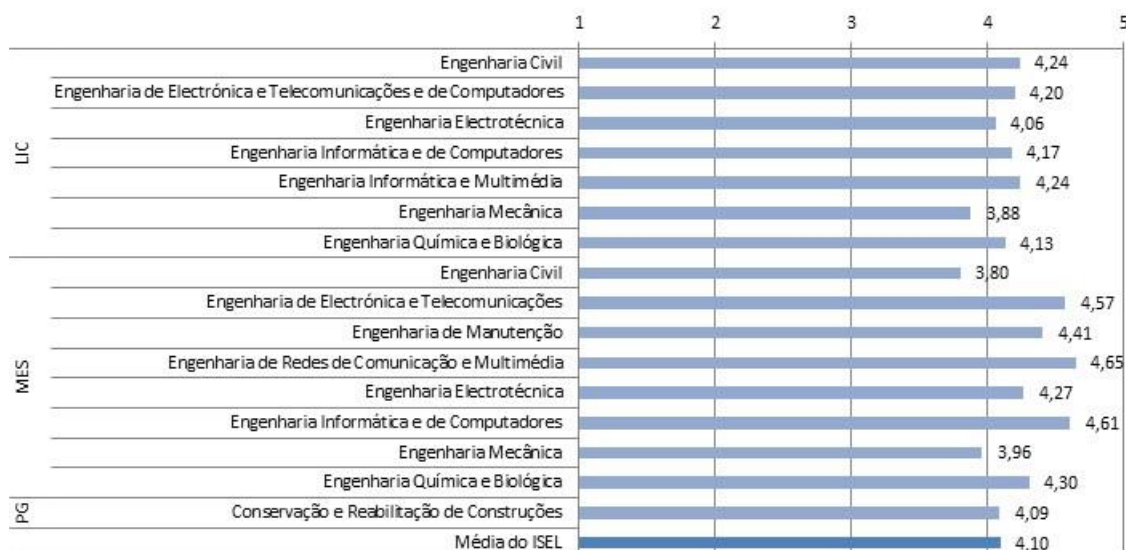 1 2 3 4 5
LIC
Engenharia Civil 4,24
Engenharia de Electrónica e Telecomunicações e de Computadores 4,20
Engenharia Electrotécnica 4,06
Engenharia Informática e de Computadores 4,17
Engenharia Informática e Multimédia 4,24
Engenharia Mecânica 3,88
Engenharia Química e Biológica 4,13
MES
Engenharia Civil 3,80
Engenharia de Electrónica e Telecomunicações 4,57
Engenharia de Manutenção 4,41
Engenharia de Redes de Comunicação e Multimédia 4,65
Engenharia Electrotécnica 4,27
Engenharia Informática e de Computadores 4,61
Engenharia Mecânica 3,96
Engenharia Química e Biológica 4,30
PG
Conservação e Reabilitação de Construções 4,09
Média do ISEL 4,10